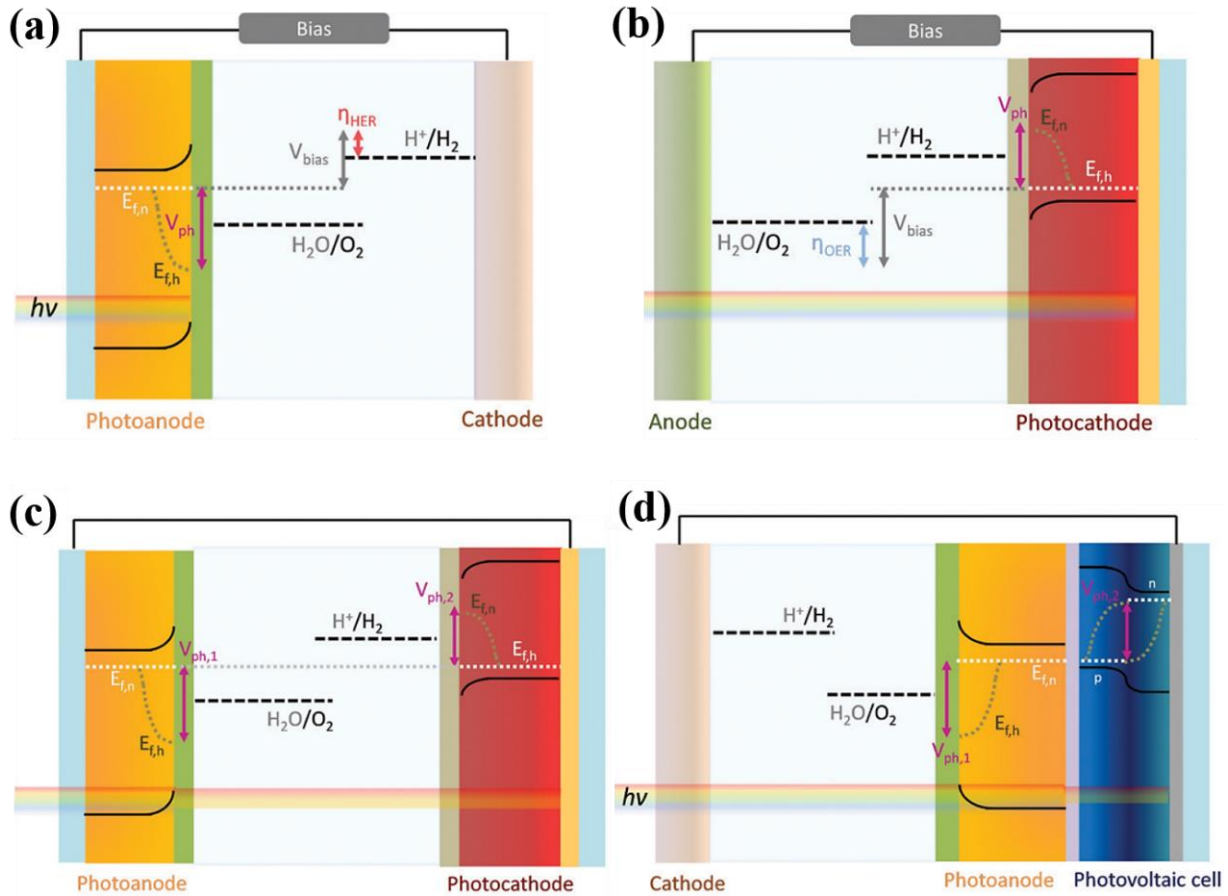 (a)
Bias
η_HER
H⁺/H₂
V_bias
E_f,n
V_ph
H₂O/O₂
E_f,h
hν
Photoanode
Cathode
(b)
Bias
V_ph
E_f,n
H⁺/H₂
E_f,h
H₂O/O₂
V_bias
η_OER
Anode
Photocathode
(c)
V_ph,2
E_f,n
H⁺/H₂
V_ph,1
E_f,h
E_f,n
H₂O/O₂
E_f,h
Photoanode
Photocathode
(d)
n
V_ph,2
H⁺/H₂
E_f,n
p
H₂O/O₂
E_f,h
V_ph,1
hν
Cathode
Photoanode
Photovoltaic cell